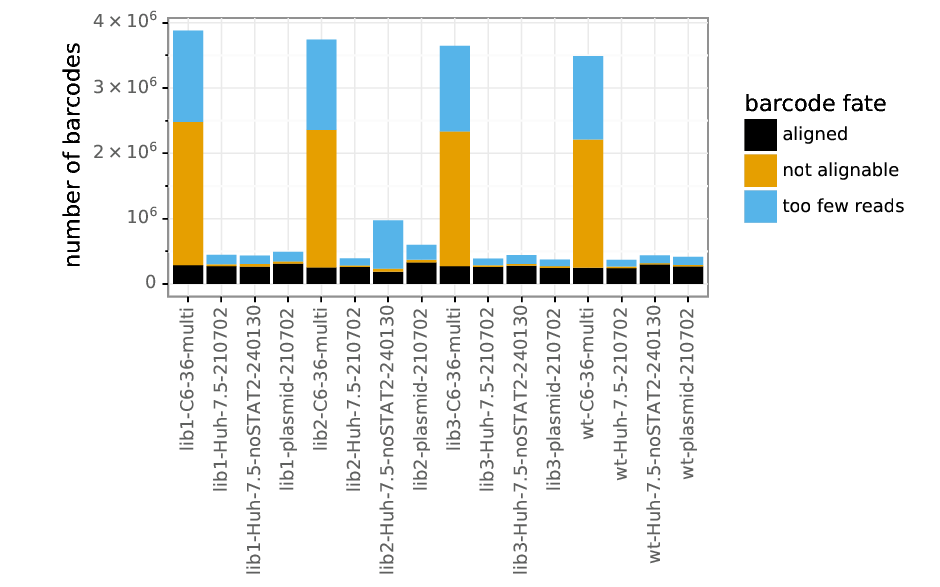 number of barcodes
4 × 10⁶
3 × 10⁶
2 × 10⁶
10⁶
0
lib1-C6-36-multi
lib1-Huh-7.5-210702
lib1-Huh-7.5-noSTAT2-240130
lib1-plasmid-210702
lib2-C6-36-multi
lib2-Huh-7.5-210702
lib2-Huh-7.5-noSTAT2-240130
lib2-plasmid-210702
lib3-C6-36-multi
lib3-Huh-7.5-210702
lib3-Huh-7.5-noSTAT2-240130
lib3-plasmid-210702
wt-C6-36-multi
wt-Huh-7.5-210702
wt-Huh-7.5-noSTAT2-240130
wt-plasmid-210702
barcode fate
aligned
not alignable
too few reads